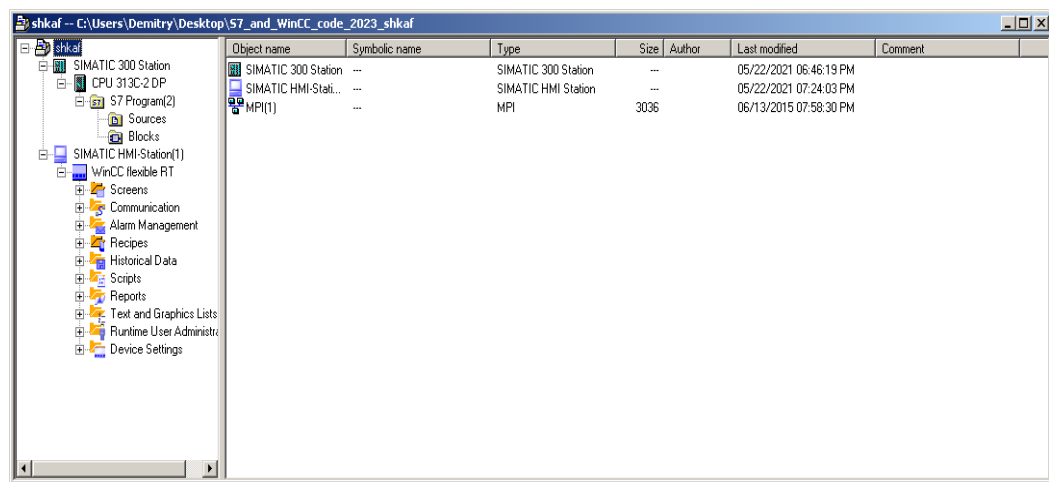 shkaf -- C:\Users\Demitry\Desktop\S7_and_WinCC_code_2023_shkaf
shkaf
SIMATIC 300 Station
CPU 313C-2 DP
S7 Program(2)
Sources
Blocks
SIMATIC HMI-Station(1)
WinCC flexible RT
Screens
Communication
Alarm Management
Recipes
Historical Data
Scripts
Reports
Text and Graphics Lists
Runtime User Administra
Device Settings
Object name Symbolic name Type Size Author Last modified Comment
SIMATIC 300 Station --- SIMATIC 300 Station --- 05/22/2021 06:46:19 PM
SIMATIC HMI-Stati... --- SIMATIC HMI Station --- 05/22/2021 07:24:03 PM
MPI(1) --- MPI 3036 06/13/2015 07:58:30 PM